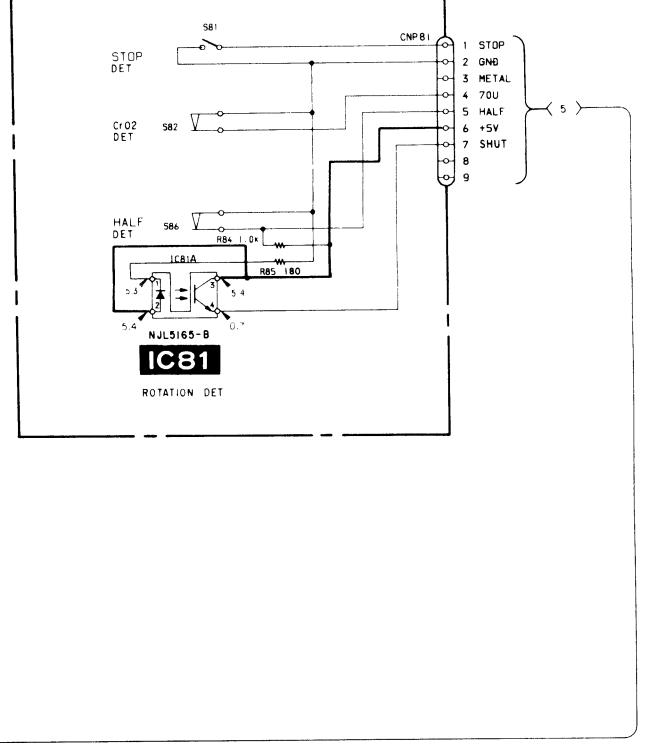 S81
CNP81
STOP
DET
1 STOP
2 GND
3 METAL
4 70U
5 HALF
6 +5V
7 SHUT
8
9
5
CrO2
DET
S82
HALF
DET
S86
R84 1.0K
IC81A
R85 180
5.3
1
3
5.4
2
4
5.4
NJL5165-B
IC81
ROTATION DET